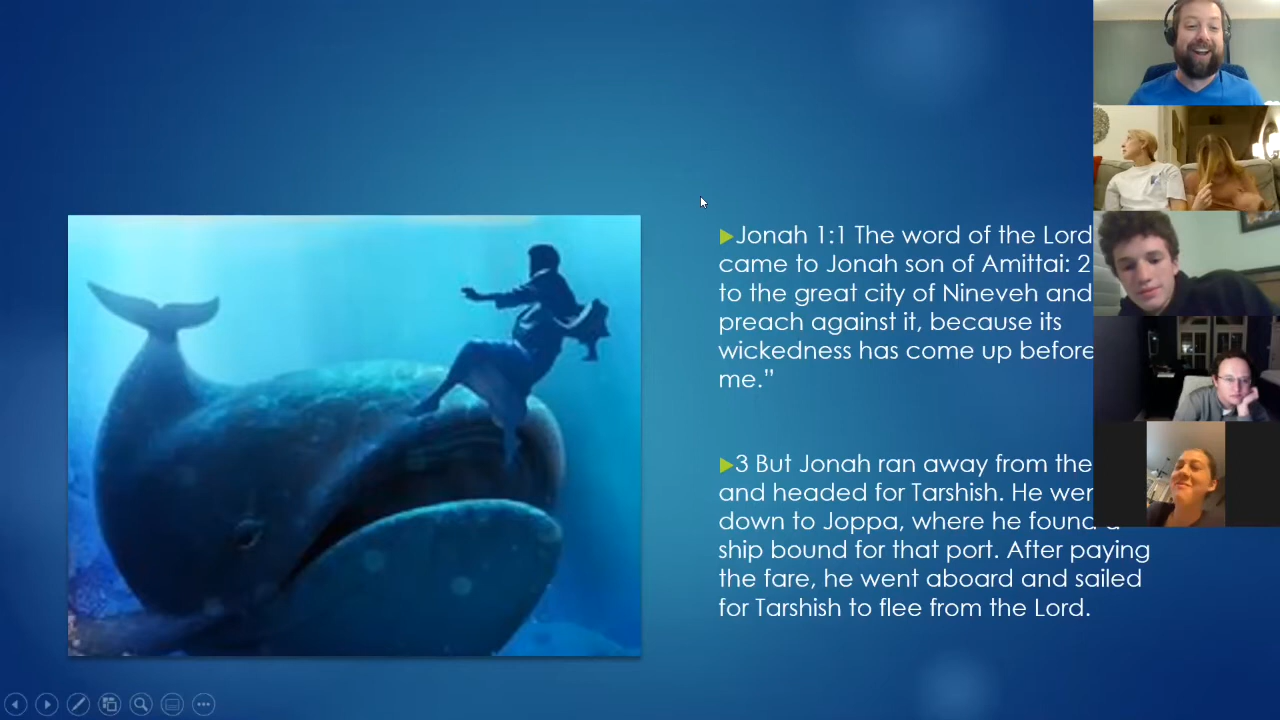 Jonah 1:1 The word of the Lord
came to Jonah son of Amittai: 2
to the great city of Nineveh and
preach against it, because its
wickedness has come up before
me.”
3 But Jonah ran away from the
and headed for Tarshish. He
down to Joppa, where he found a
ship bound for that port. After paying
the fare, he went aboard and sailed
for Tarshish to flee from the Lord.